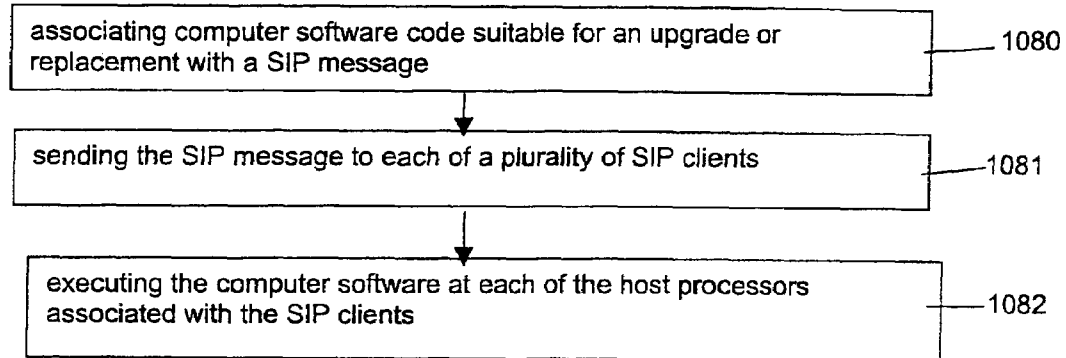 associating computer software code suitable for an upgrade or
replacement with a SIP message
1080
sending the SIP message to each of a plurality of SIP clients
1081
executing the computer software at each of the host processors
associated with the SIP clients
1082